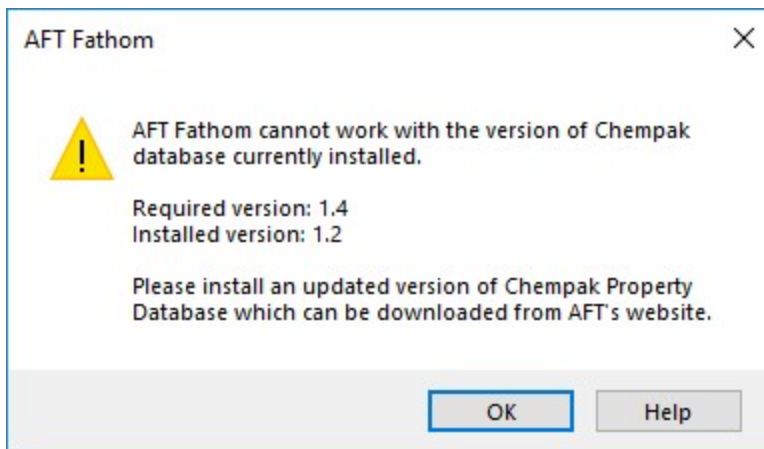 AFT Fathom
AFT Fathom cannot work with the version of Chempak
database currently installed.
Required version: 1.4
Installed version: 1.2
Please install an updated version of Chempak Property
Database which can be downloaded from AFT's website.
OK
Help